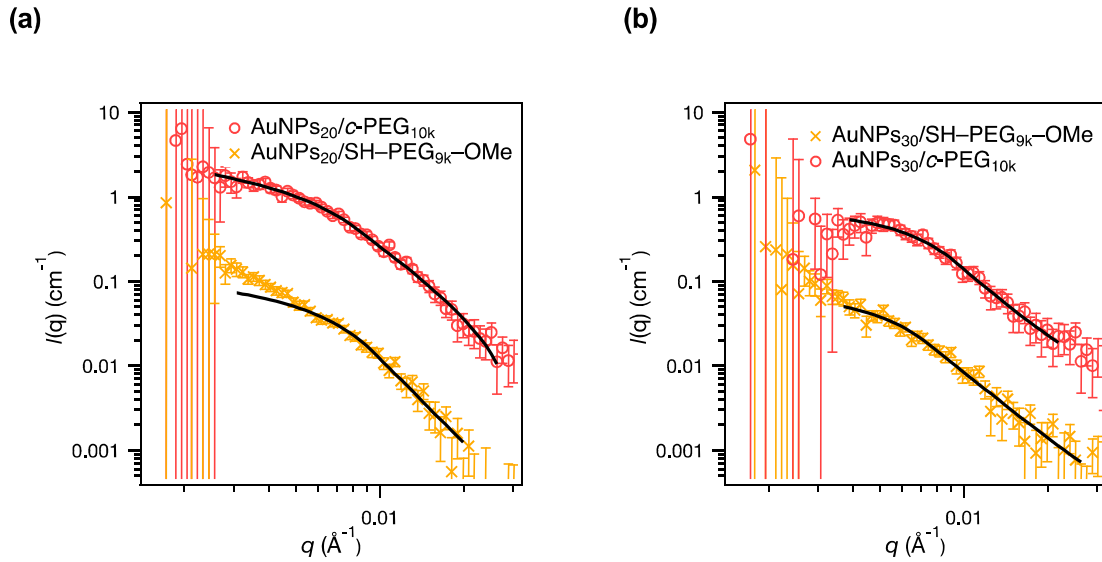 (a)
(b)
10
1
0.1
0.01
0.001
I(q) (cm⁻¹)
AuNPs₂₀/c-PEG₁₀ₖ
AuNPs₂₀/SH–PEG₉ₖ–OMe
0.01
q (Å⁻¹)
10
1
0.1
0.01
0.001
I(q) (cm⁻¹)
AuNPs₃₀/SH–PEG₉ₖ–OMe
AuNPs₃₀/c-PEG₁₀ₖ
0.01
q (Å⁻¹)